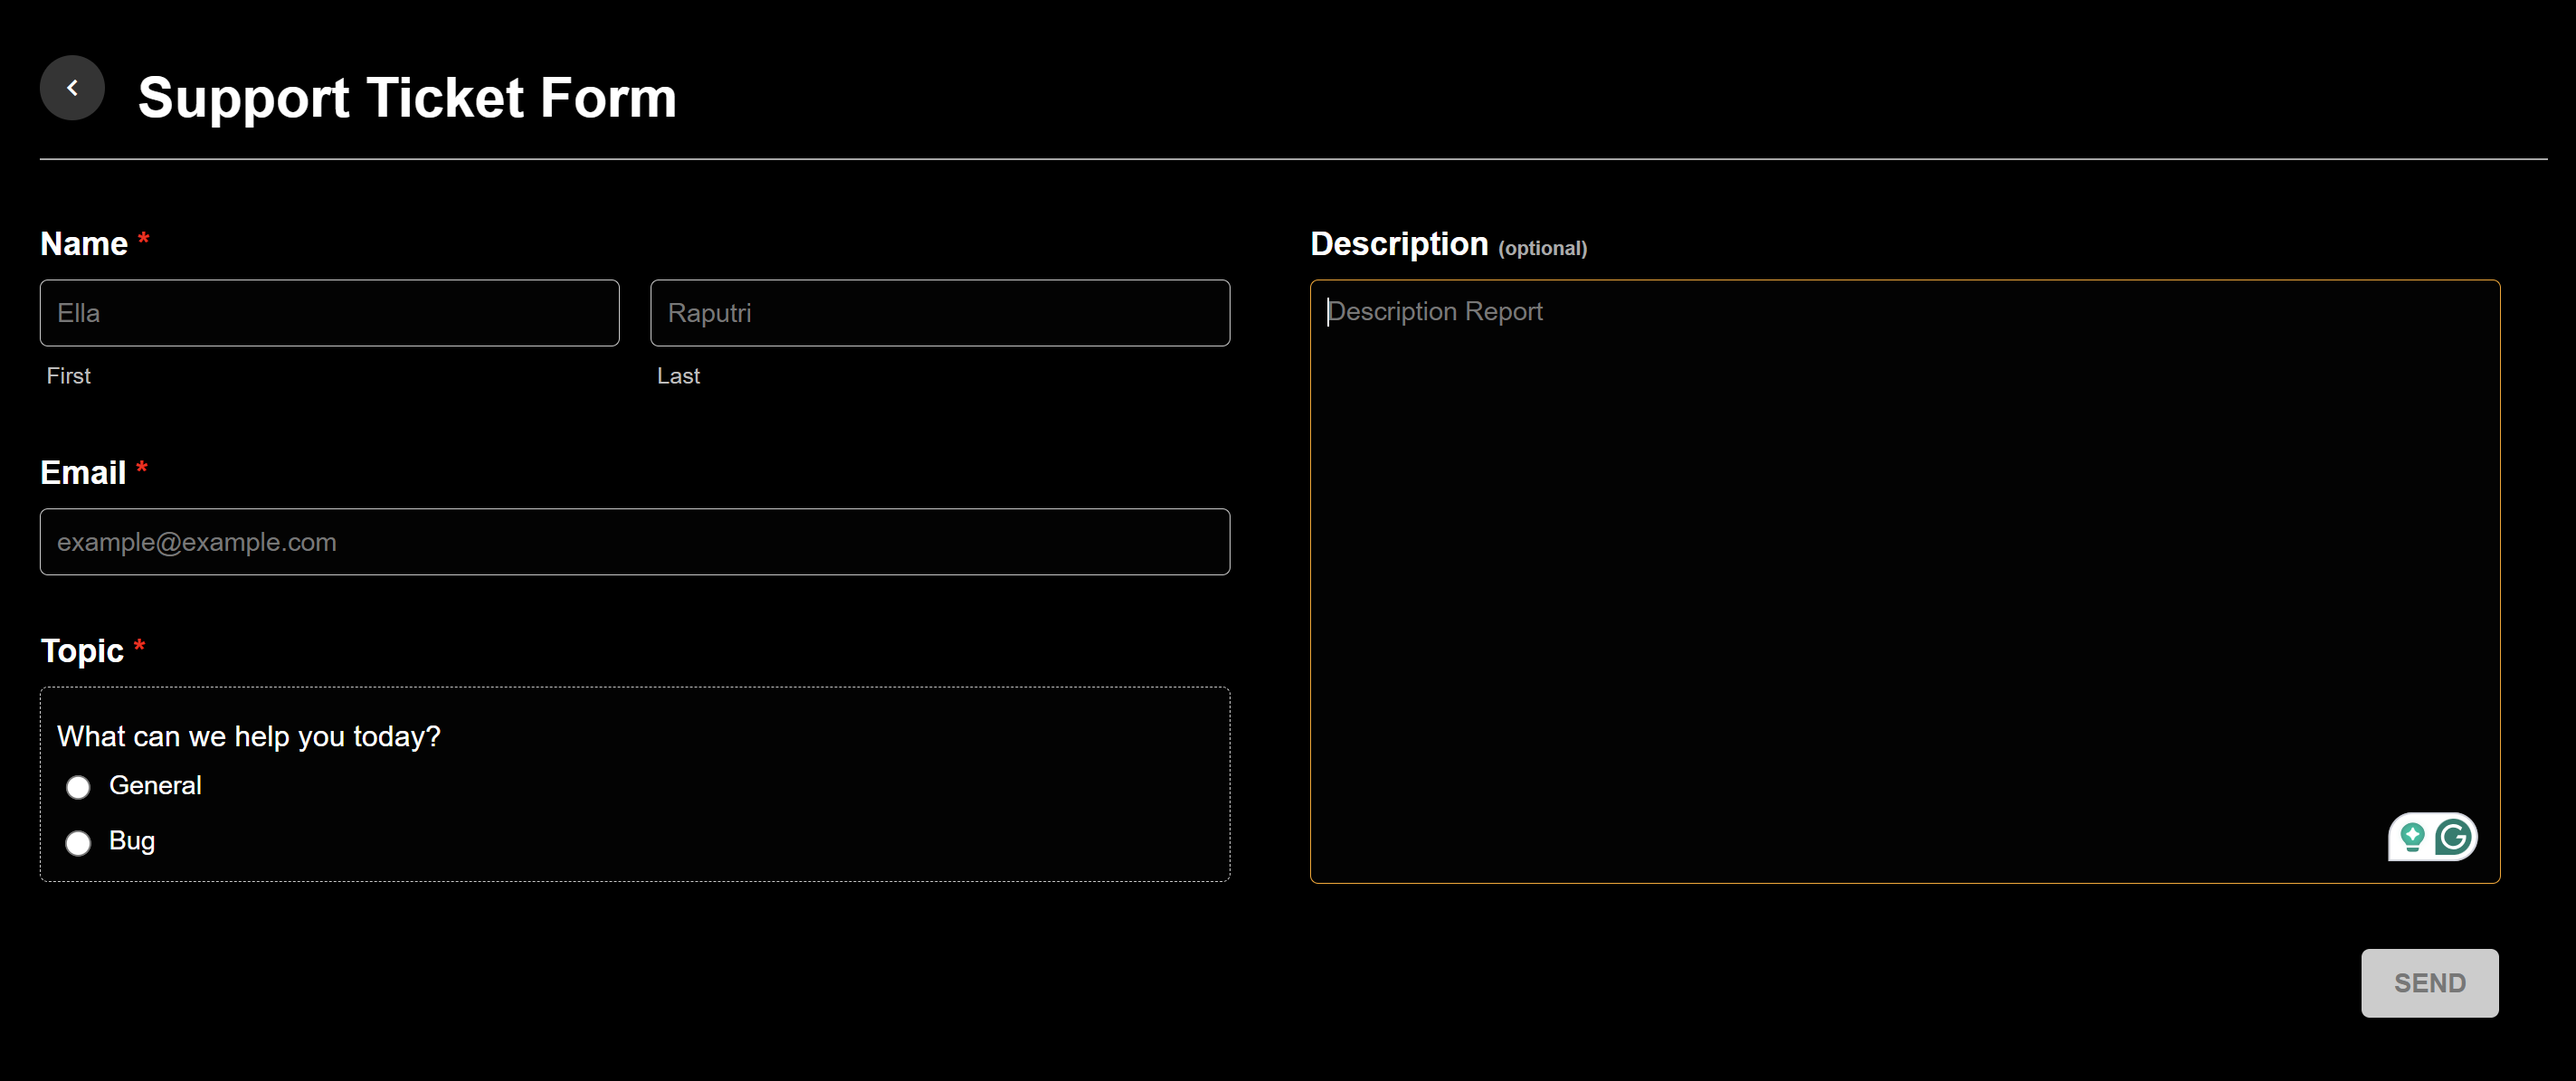 Support Ticket Form
Name *
Ella
Raputri
First
Last
Email *
example@example.com
Topic *
What can we help you today?
General
Bug
Description (optional)
Description Report
G
SEND